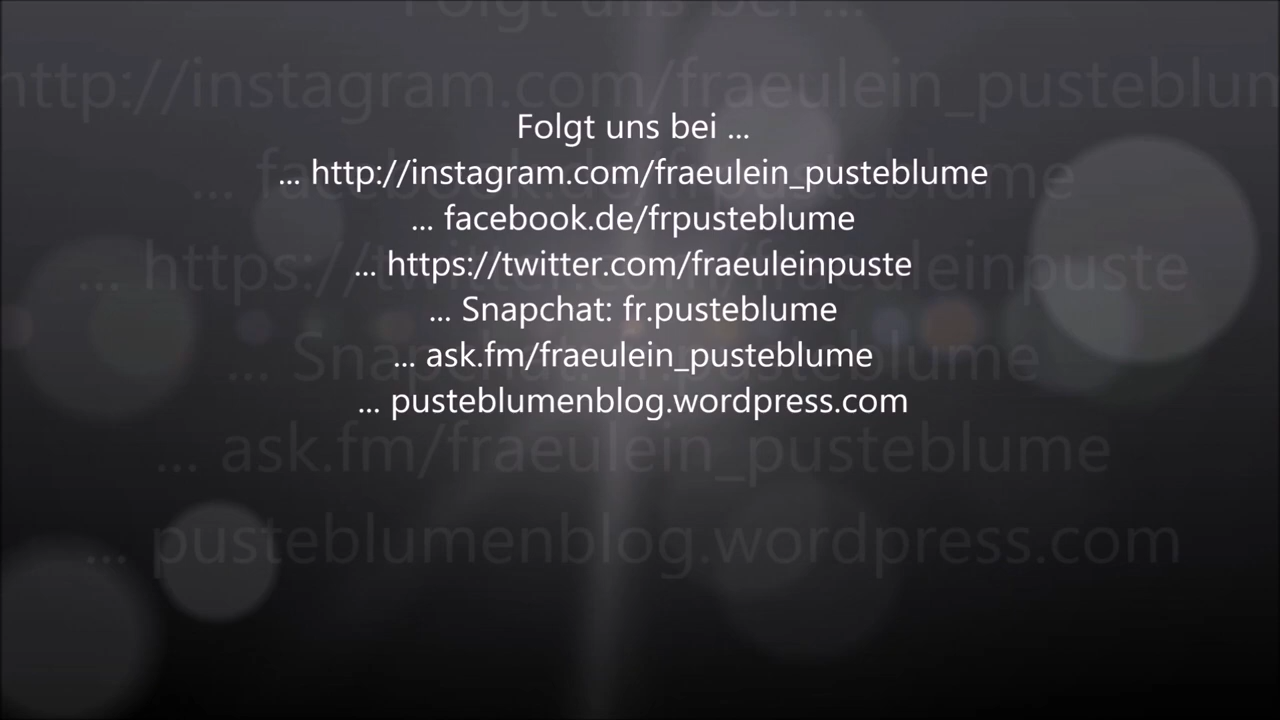 Folgt uns bei ...
... http://instagram.com/fraeulein_pusteblume
... facebook.de/frpusteblume
... https://twitter.com/fraeuleinpuste
... Snapchat: fr.pusteblume
... ask.fm/fraeulein_pusteblume
... pusteblumenblog.wordpress.com